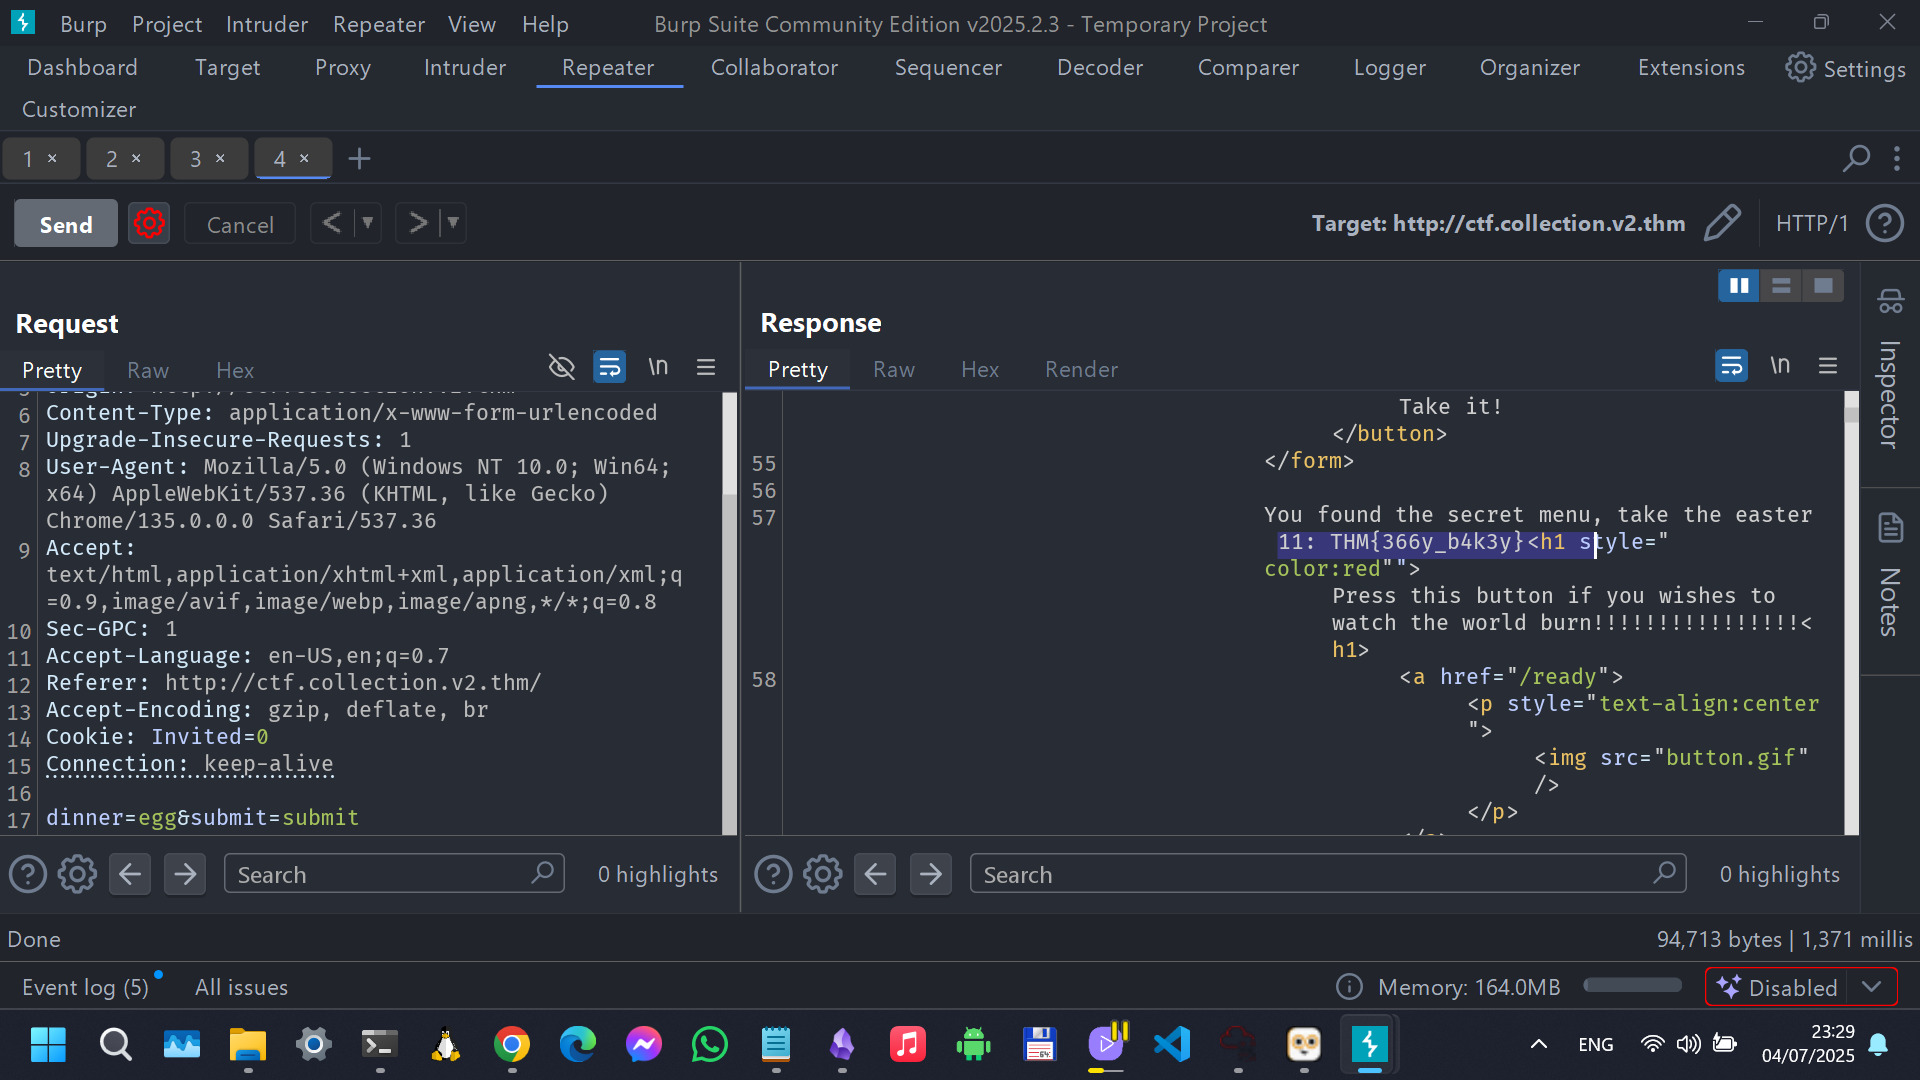 Burp Project Intruder Repeater View Help Burp Suite Community Edition v2025.2.3 - Temporary Project
Dashboard Target Proxy Intruder Repeater Collaborator Sequencer Decoder Comparer Logger Organizer Extensions Settings
Customizer
1 × 2 × 3 × 4 × +
Send Cancel < > Target: http://ctf.collection.v2.thm HTTP/1
Request
Pretty Raw Hex \n
6 Content-Type: application/x-www-form-urlencoded
7 Upgrade-Insecure-Requests: 1
8 User-Agent: Mozilla/5.0 (Windows NT 10.0; Win64;
x64) AppleWebKit/537.36 (KHTML, like Gecko)
Chrome/135.0.0.0 Safari/537.36
9 Accept:
text/html,application/xhtml+xml,application/xml;q
=0.9,image/avif,image/webp,image/apng,*/*;q=0.8
10 Sec-GPC: 1
11 Accept-Language: en-US,en;q=0.7
12 Referer: http://ctf.collection.v2.thm/
13 Accept-Encoding: gzip, deflate, br
14 Cookie: Invited=0
15 Connection: keep-alive
16
17 dinner=egg&submit=submit
Search 0 highlights
Response
Pretty Raw Hex Render \n
Take it!
</button>
55 </form>
56
57 You found the secret menu, take the easter
11: THM{366y_b4k3y}<h1 style="
color:red"">
Press this button if you wishes to
watch the world burn!!!!!!!!!!!!!!!!<
h1>
58 <a href="/ready">
<p style="text-align:center
">
<img src="button.gif"
/>
</p>
Search 0 highlights
Inspector
Notes
Done 94,713 bytes | 1,371 millis
Event log (5) All issues Memory: 164.0MB Disabled
64
ENG 23:29
04/07/2025